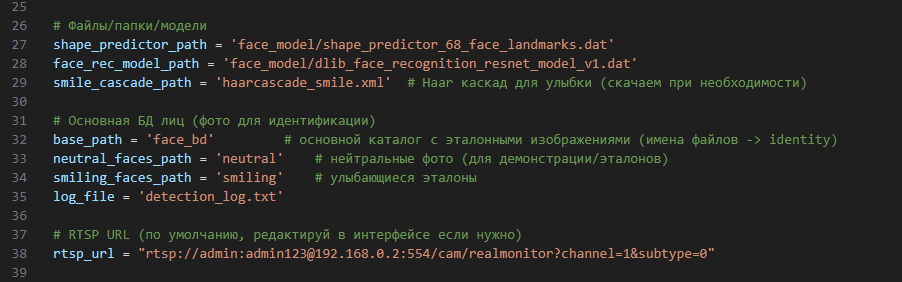 25
26 # Файлы/папки/модели
27 shape_predictor_path = 'face_model/shape_predictor_68_face_landmarks.dat'
28 face_rec_model_path = 'face_model/dlib_face_recognition_resnet_model_v1.dat'
29 smile_cascade_path = 'haarcascade_smile.xml'  # Haar каскад для улыбки (скачаем при необходимости)
30
31 # Основная БД лиц (фото для идентификации)
32 base_path = 'face_bd'         # основной каталог с эталонными изображениями (имена файлов -> identity)
33 neutral_faces_path = 'neutral'    # нейтральные фото (для демонстрации/эталонов)
34 smiling_faces_path = 'smiling'    # улыбающиеся эталоны
35 log_file = 'detection_log.txt'
36
37 # RTSP URL (по умолчанию, редактируй в интерфейсе если нужно)
38 rtsp_url = "rtsp://admin:admin123@192.168.0.2:554/cam/realmonitor?channel=1&subtype=0"
39